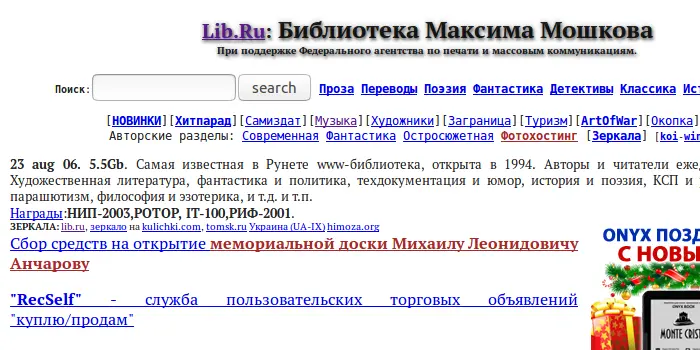 Lib.Ru: Библиотека Максима Мошкова
При поддержке Федерального агентства по печати и массовым коммуникациям.
Поиск: search Проза Переводы Поэзия Фантастика Детективы Классика
[НОВИНКИ][Хитпарад][Самиздат][Музыка][Художники][Заграница][Туризм][ArtOfWar][Окопка]
Авторские разделы: Современная Фантастика Остросюжетная Фотохостинг [Зеркала] [koi-win
23 aug 06. 5.5Gb. Самая известная в Рунете www-библиотека, открыта в 1994. Авторы и читатели
Художественная литература, фантастика и политика, техдокументация и юмор, история и поэзия, КСП и
парашютизм, философия и эзотерика, и т.д. и т.п.
Награды:НИП-2003,РОТОР, IT-100,РИФ-2001.
ЗЕРКАЛА: lib.ru, зеркало на kulichki.com, tomsk.ru Украина (UA-IX) himoza.org
Сбор средств на открытие мемориальной доски Михаилу Леонидовичу
Анчарову
"RecSelf" - служба пользовательских торговых объявлений
"куплю/продам"
ONYX
С
ONYX BOOX
MONTE CRIST